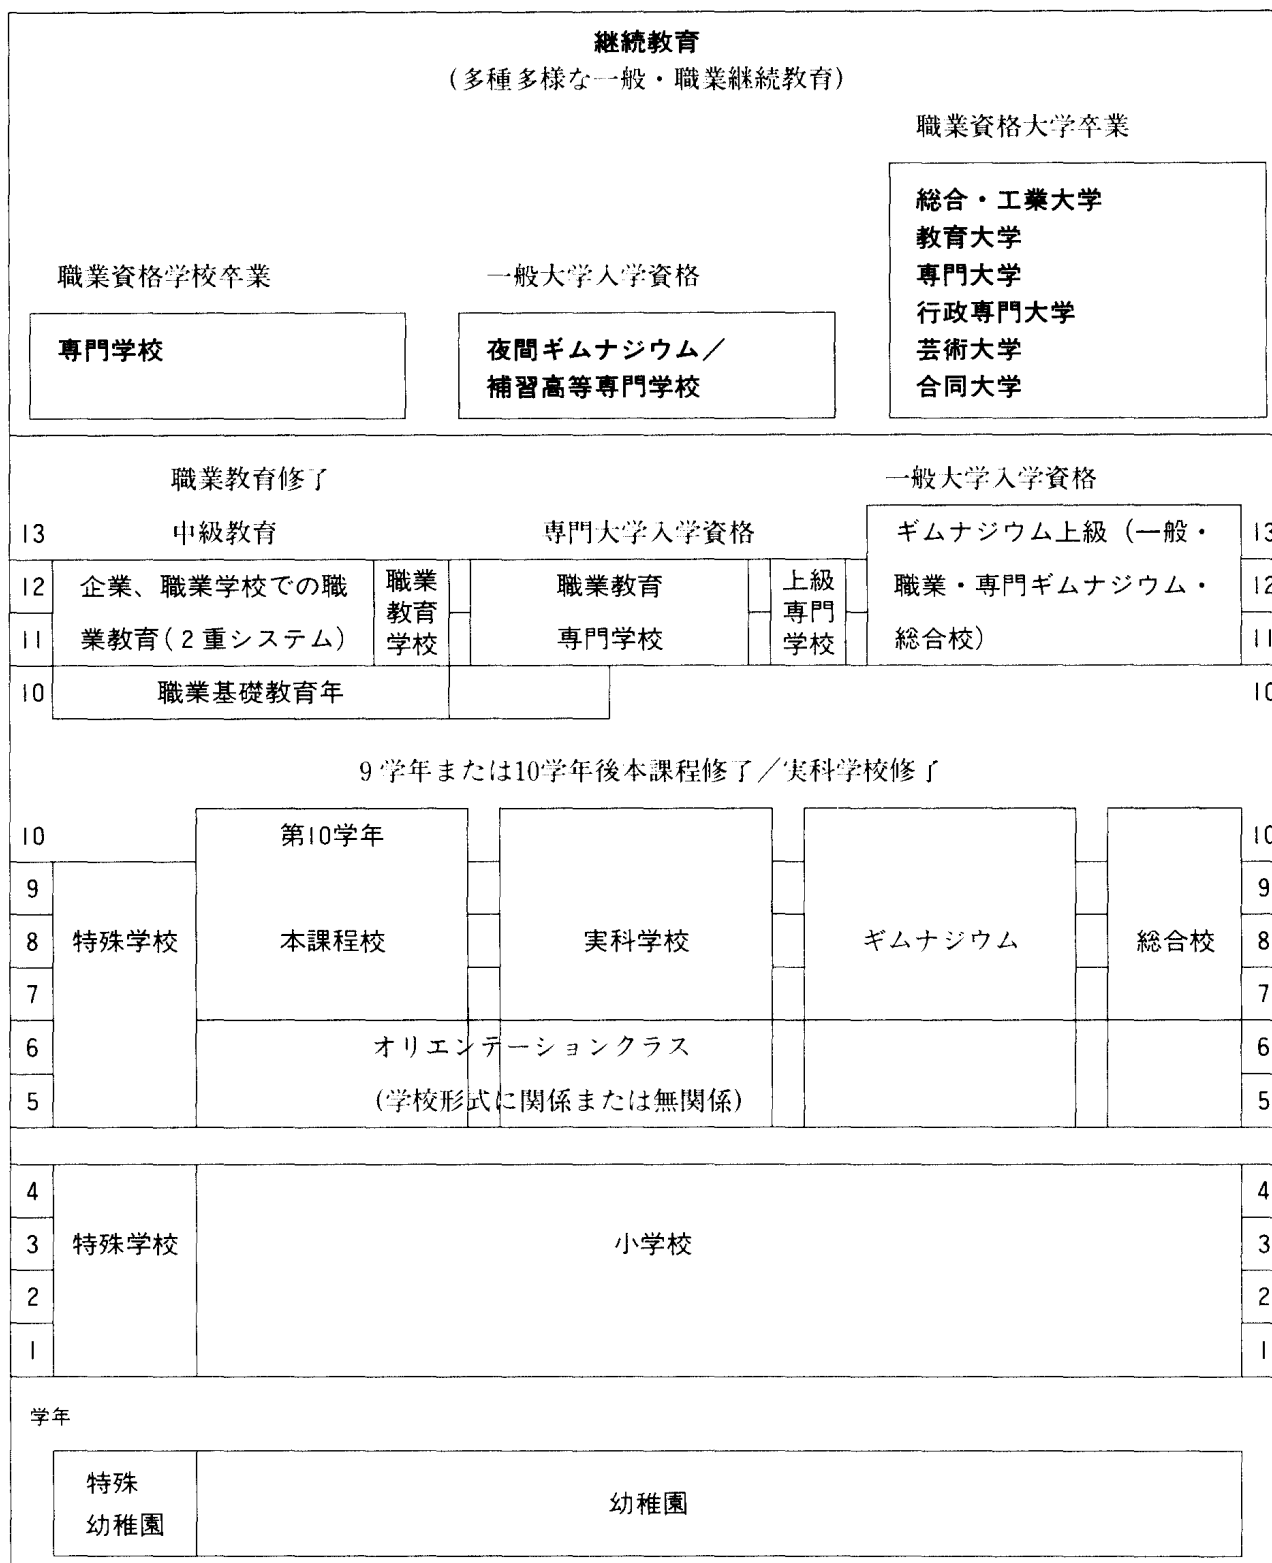 継続教育
(多種多様な一般・職業継続教育)
職業資格大学卒業
総合・工業大学
教育大学
専門大学
行政専門大学
芸術大学
合同大学
職業資格学校卒業
専門学校
一般大学入学資格
夜間ギムナジウム／
補習高等専門学校
職業教育修了
一般大学入学資格
13
中級教育
専門大学入学資格
ギムナジウム上級（一般・
職業・専門ギムナジウム・
総合校）
13
12
企業、職業学校での職
業教育(2重システム)
職業
教育
学校
職業教育
専門学校
上級
専門
学校
12
11
11
10
職業基礎教育年
10
9学年または10学年後本課程修了／実科学校修了
10
第10学年
10
9
9
8
特殊学校
本課程校
実科学校
ギムナジウム
総合校
8
7
7
6
オリエンテーションクラス
6
5
(学校形式に関係または無関係)
5
4
4
3
特殊学校
小学校
3
2
2
1
1
学年
特殊
幼稚園
幼稚園